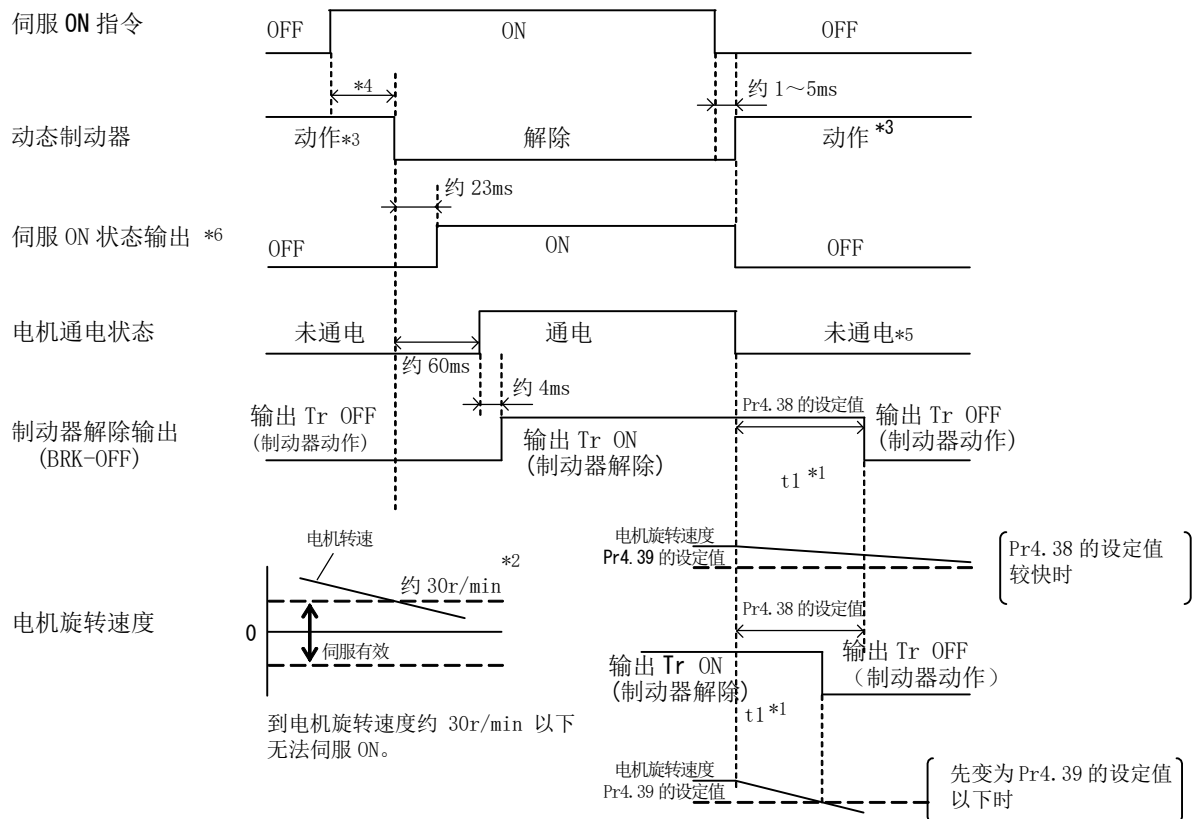 伺服 ON 指令
OFF
ON
OFF
*4
约 1～5ms
动态制动器
动作*3
解除
动作 *3
约 23ms
伺服 ON 状态输出 *6
OFF
ON
OFF
电机通电状态
未通电
通电
未通电*5
约 60ms
约 4ms
Pr4.38 的设定值
制动器解除输出
(BRK-OFF)
输出 Tr OFF
(制动器动作)
输出 Tr ON
(制动器解除)
输出 Tr OFF
(制动器动作)
t1 *1
电机转速
*2
约 30r/min
电机旋转速度
0
伺服有效
到电机旋转速度约 30r/min 以下
无法伺服 ON。
电机旋转速度
Pr4.39 的设定值
Pr4.38 的设定值
较快时
Pr4.38 的设定值
输出 Tr ON
(制动器解除)
输出 Tr OFF
（制动器动作）
t1 *1
电机旋转速度
Pr4.39 的设定值
先变为 Pr4.39 的设定值
以下时